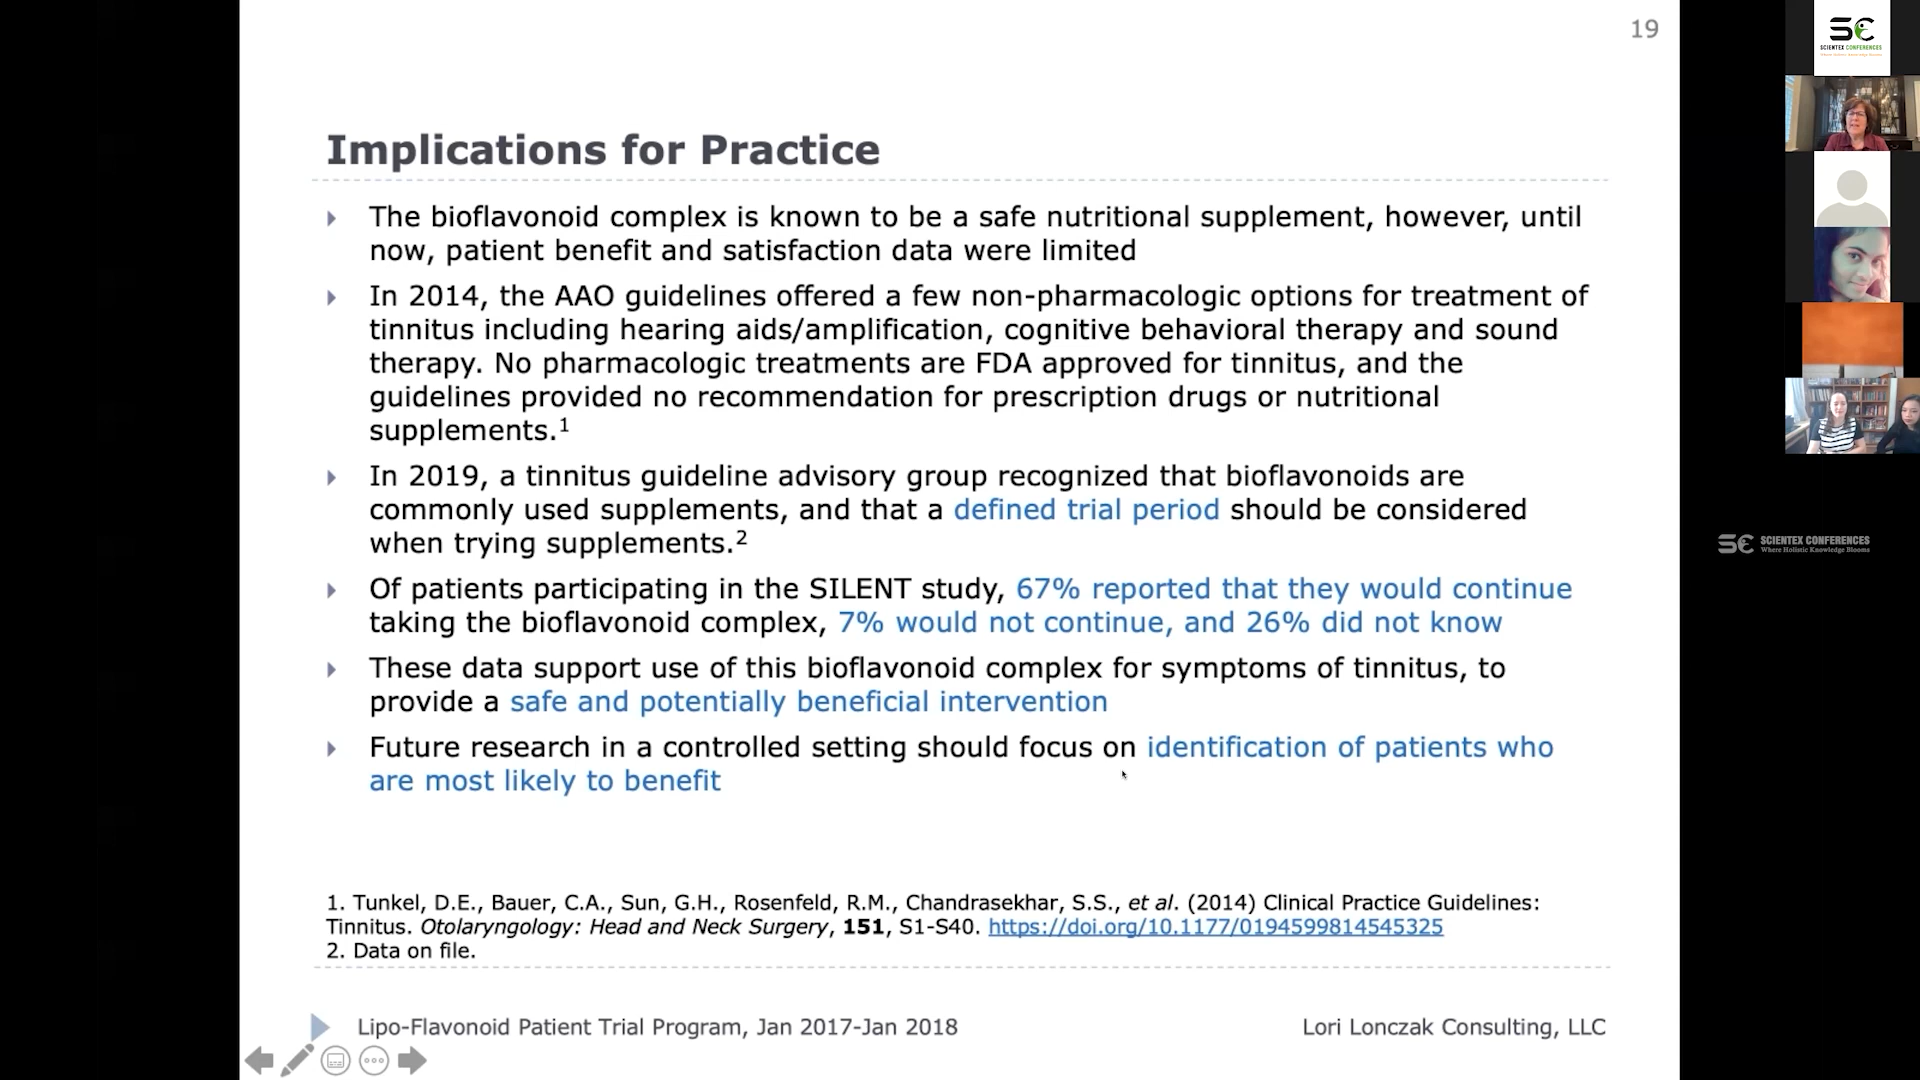 19
Implications for Practice
The bioflavonoid complex is known to be a safe nutritional supplement, however, until
now, patient benefit and satisfaction data were limited
In 2014, the AAO guidelines offered a few non-pharmacologic options for treatment of
tinnitus including hearing aids/amplification, cognitive behavioral therapy and sound
therapy. No pharmacologic treatments are FDA approved for tinnitus, and the
guidelines provided no recommendation for prescription drugs or nutritional
supplements.¹
In 2019, a tinnitus guideline advisory group recognized that bioflavonoids are
commonly used supplements, and that a defined trial period should be considered
when trying supplements.²
Of patients participating in the SILENT study, 67% reported that they would continue
taking the bioflavonoid complex, 7% would not continue, and 26% did not know
These data support use of this bioflavonoid complex for symptoms of tinnitus, to
provide a safe and potentially beneficial intervention
Future research in a controlled setting should focus on identification of patients who
are most likely to benefit
1. Tunkel, D.E., Bauer, C.A., Sun, G.H., Rosenfeld, R.M., Chandrasekhar, S.S., et al. (2014) Clinical Practice Guidelines:
Tinnitus. Otolaryngology: Head and Neck Surgery, 151, S1-S40. https://doi.org/10.1177/0194599814545325
2. Data on file.
Lipo-Flavonoid Patient Trial Program, Jan 2017-Jan 2018
Lori Lonczak Consulting, LLC
SC
SCIENTEX CONFERENCES
SC SCIENTEX CONFERENCES
Where Holistic Knowledge Blooms